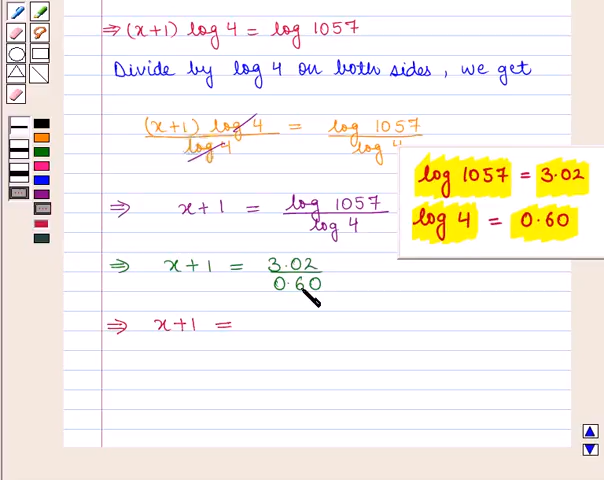 ⇒ (x+1) log 4 = log 1057
Divide by log 4 on both sides, we get
(x+1) log 4 / log 4 = log 1057 / log 4
log 1057 = 3.02
log 4 = 0.60
⇒ x+1 = log 1057 / log 4
⇒ x+1 = 3.02 / 0.60
⇒ x+1 =